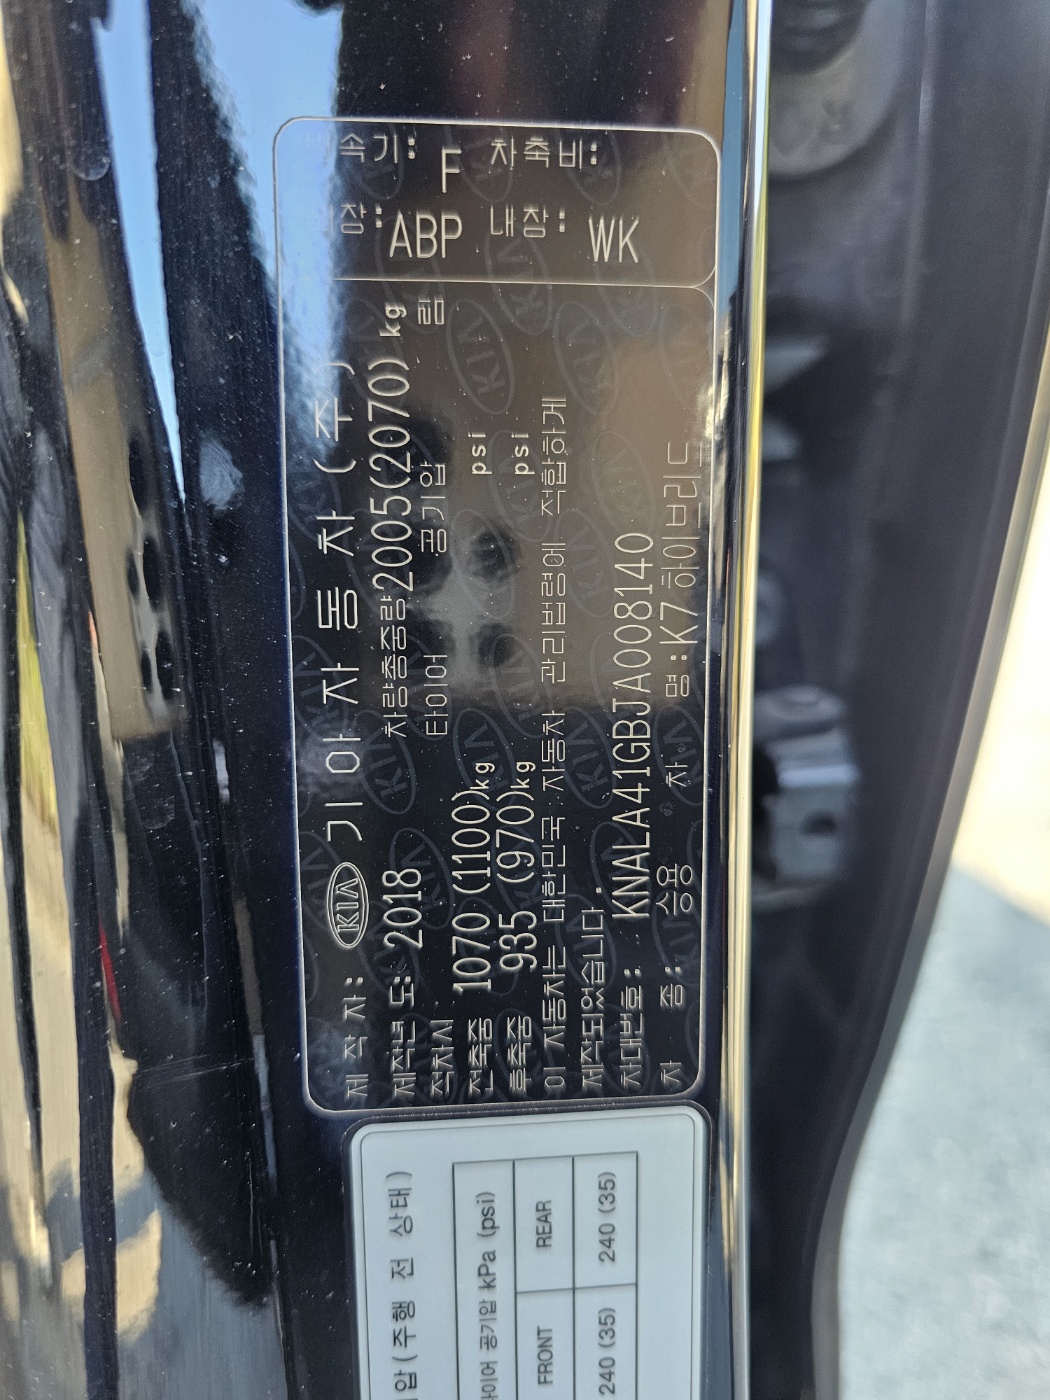 제 작 자: KIA 기 아 자 동 차 ( 주 )
제작년 도: 2018 차량총중량 2005(2070) kg
적차시 타이어 공기압 림
전축중 1070 (1100)kg psi
후축중 935 (970)kg psi
이 자동차는 대한민국 자동차 관리법령에 적합하게
제작되었습니다.
차대번호: KNALA41GBJA008140
차 종: 승용 차 명: K7 하이브리드
속기: F 차축비:
장: ABP 내장: WK
압(주행 전 상태)
이어 공기압 kPa (psi)
FRONT REAR
240 (35) 240 (35)